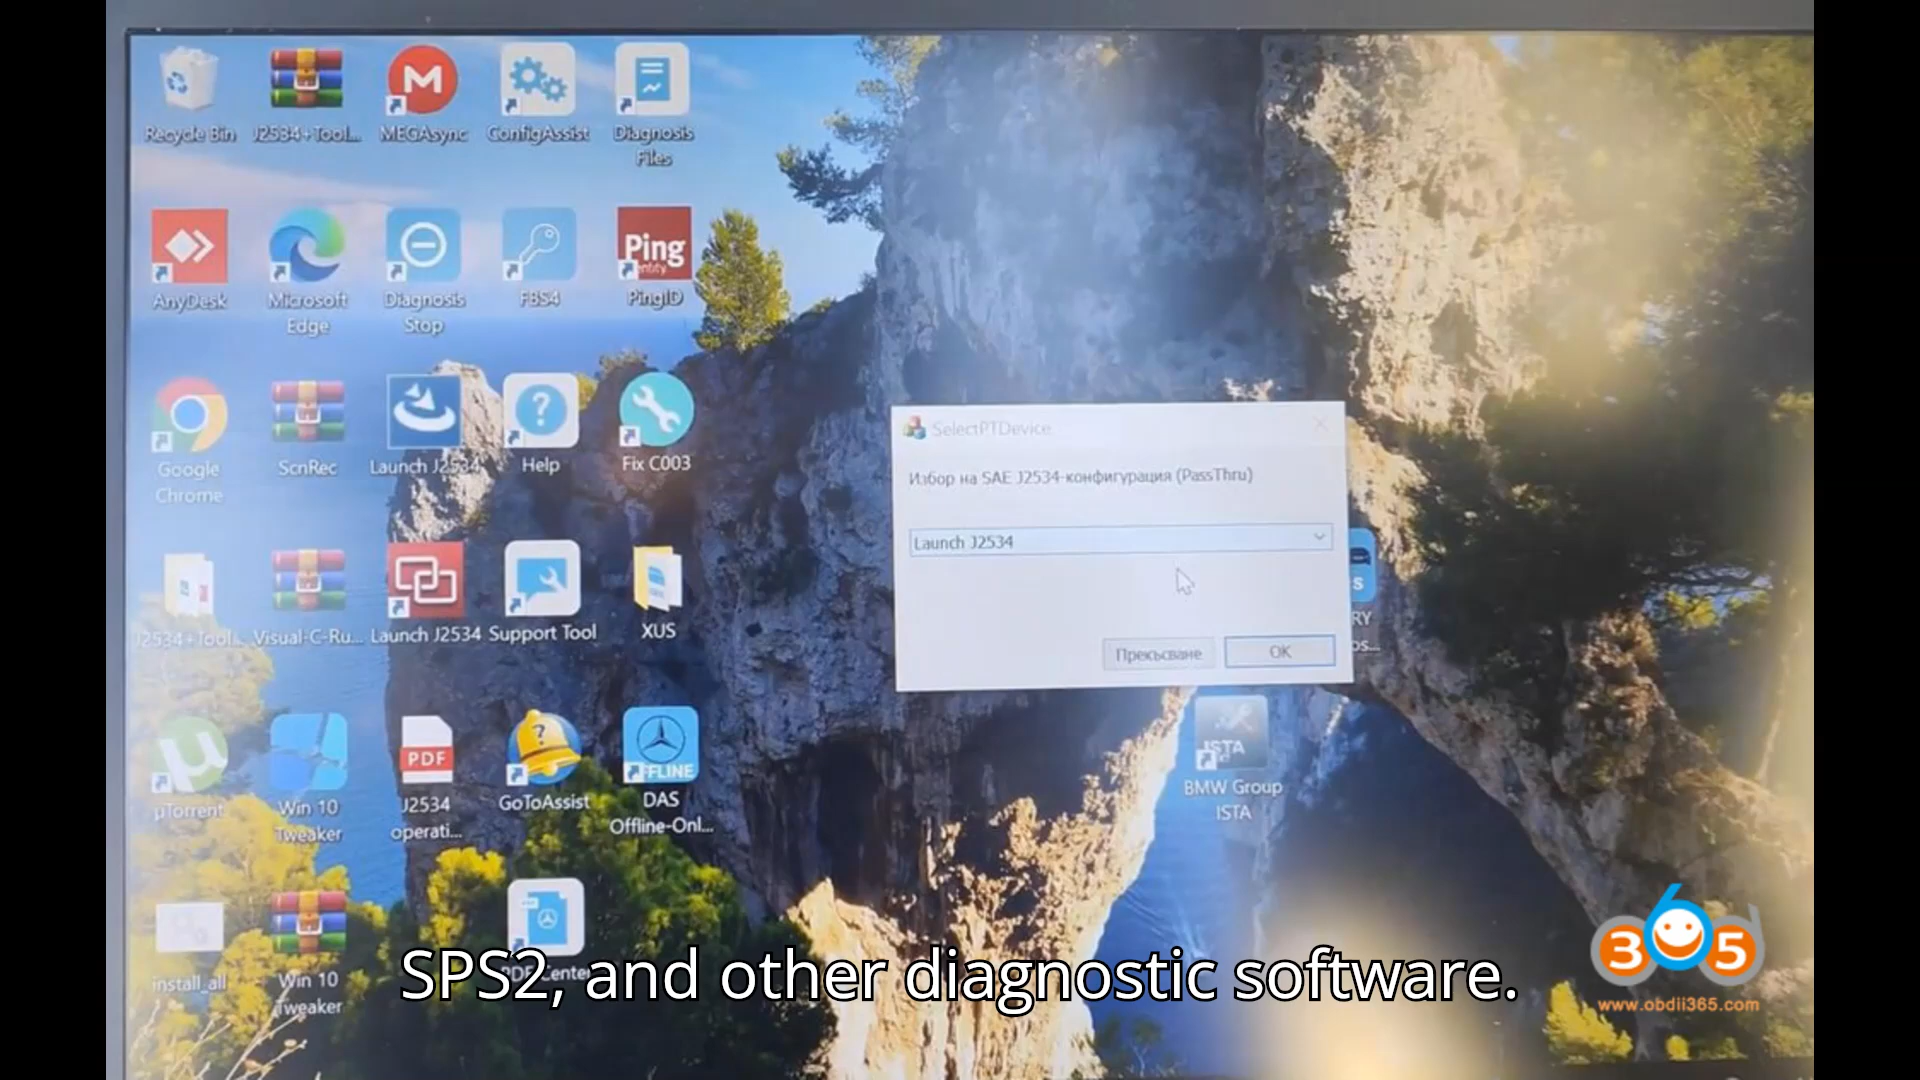 Recycle Bin
J2534+Tool...
MEGAsync
ConfigAssist
Diagnosis
Files
AnyDesk
Microsoft
Edge
Diagnosis
Stop
FBS4
Ping
PingID
Google
Chrome
ScnRec
Launch J2534
Help
Fix C003
SelectPTDevice
Избор на SAE J2534-конфигурация (PassThru)
Launch J2534
Прекъсване
OK
J2534+Tool...
Visual-C-Ru...
Launch J2534
Support Tool
XUS
µTorrent
Win 10
Tweaker
PDF
J2534
operati...
GoToAssist
OFFLINE
DAS
Offline-Onl...
ISTA
BMW Group
ISTA
install_all
Win 10
Tweaker
SPS2, and other diagnostic software.
365
www.obdii365.com